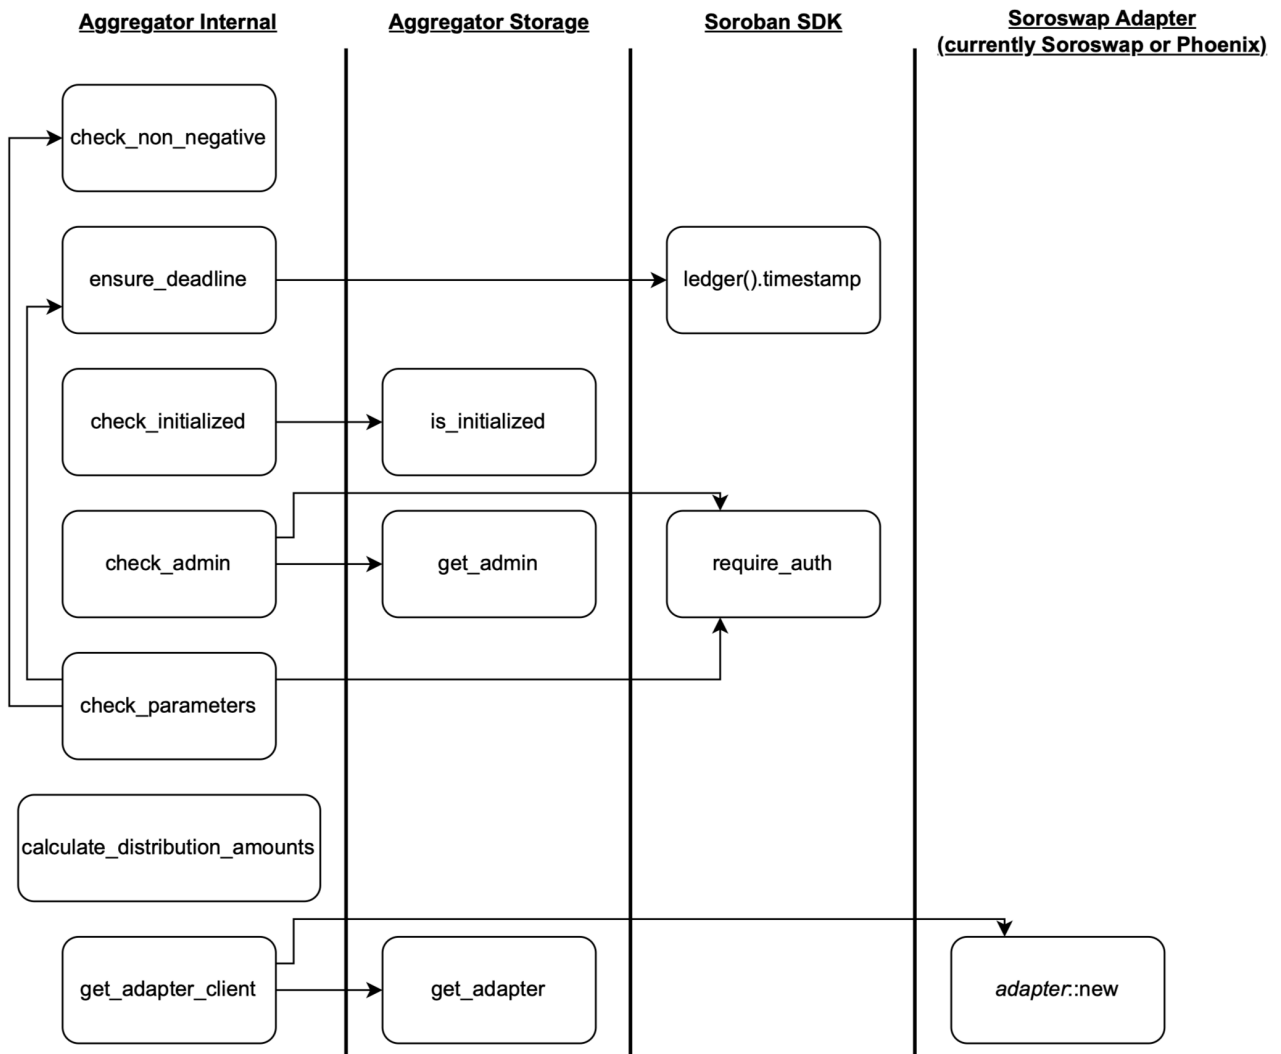 Aggregator Internal
Aggregator Storage
Soroban SDK
Soroswap Adapter
(currently Soroswap or Phoenix)
check_non_negative
ensure_deadline
ledger().timestamp
check_initialized
is_initialized
check_admin
get_admin
require_auth
check_parameters
calculate_distribution_amounts
get_adapter_client
get_adapter
adapter::new